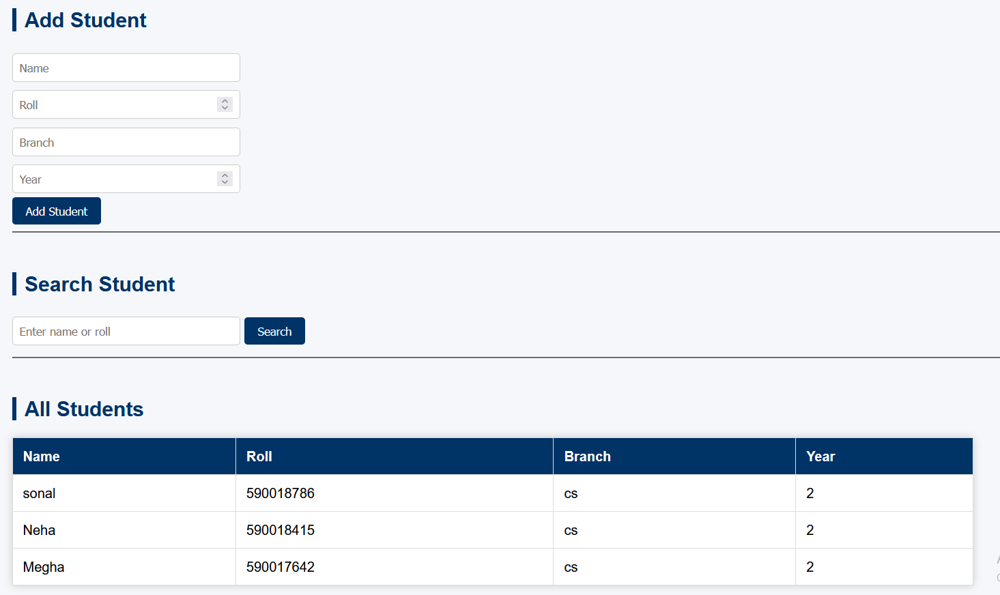 Add Student
Name
Roll
Branch
Year
Add Student
Search Student
Enter name or roll Search
All Students
Name Roll Branch Year
sonal 590018786 cs 2
Neha 590018415 cs 2
Megha 590017642 cs 2